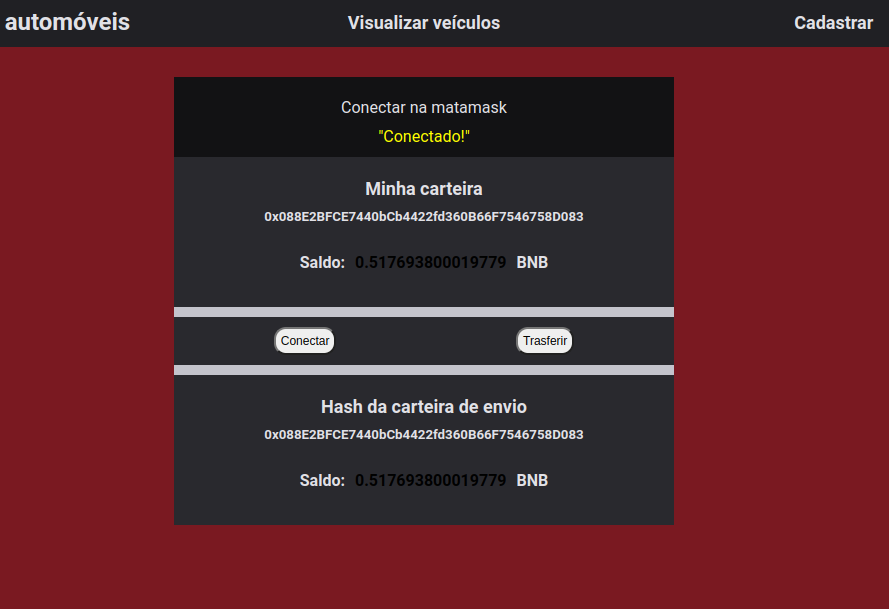 automóveis Visualizar veículos Cadastrar
Conectar na matamask
"Conectado!"
Minha carteira
0x088E2BFCE7440bCb4422fd360B66F7546758D083
Saldo: 0.517693800019779 BNB
Conectar Trasferir
Hash da carteira de envio
0x088E2BFCE7440bCb4422fd360B66F7546758D083
Saldo: 0.517693800019779 BNB